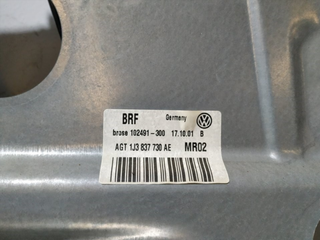 BRF Germany
brose 102491-300 17.10.01 B
AGT 1J3 837 730 AE MR02